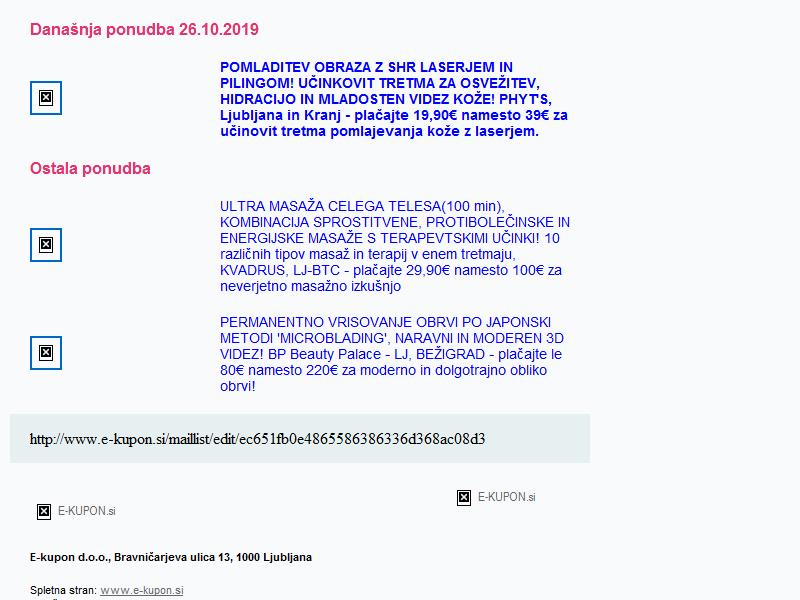 Današnja ponudba 26.10.2019
POMLADITEV OBRAZA Z SHR LASERJEM IN
PILINGOM! UČINKOVIT TRETMA ZA OSVEŽITEV,
HIDRACIJO IN MLADOSTEN VIDEZ KOŽE! PHYT'S,
Ljubljana in Kranj - plačajte 19,90€ namesto 39€ za
učinovit tretma pomlajevanja kože z laserjem.
Ostala ponudba
ULTRA MASAŽA CELEGA TELESA(100 min),
KOMBINACIJA SPROSTITVENE, PROTIBOLEČINSKE IN
ENERGIJSKE MASAŽE S TERAPEVTSKIMI UČINKI! 10
različnih tipov masaž in terapij v enem tretmaju,
KVADRUS, LJ-BTC - plačajte 29,90€ namesto 100€ za
neverjetno masažno izkušnjo
PERMANENTNO VRISOVANJE OBRVI PO JAPONSKI
METODI 'MICROBLADING', NARAVNI IN MODEREN 3D
VIDEZ! BP Beauty Palace - LJ, BEŽIGRAD - plačajte le
80€ namesto 220€ za moderno in dolgotrajno obliko
obrvi!
http://www.e-kupon.si/maillist/edit/ec651fb0e4865586386336d368ac08d3
E-KUPON.si
E-KUPON.si
E-kupon d.o.o., Bravničarjeva ulica 13, 1000 Ljubljana
Spletna stran: www.e-kupon.si